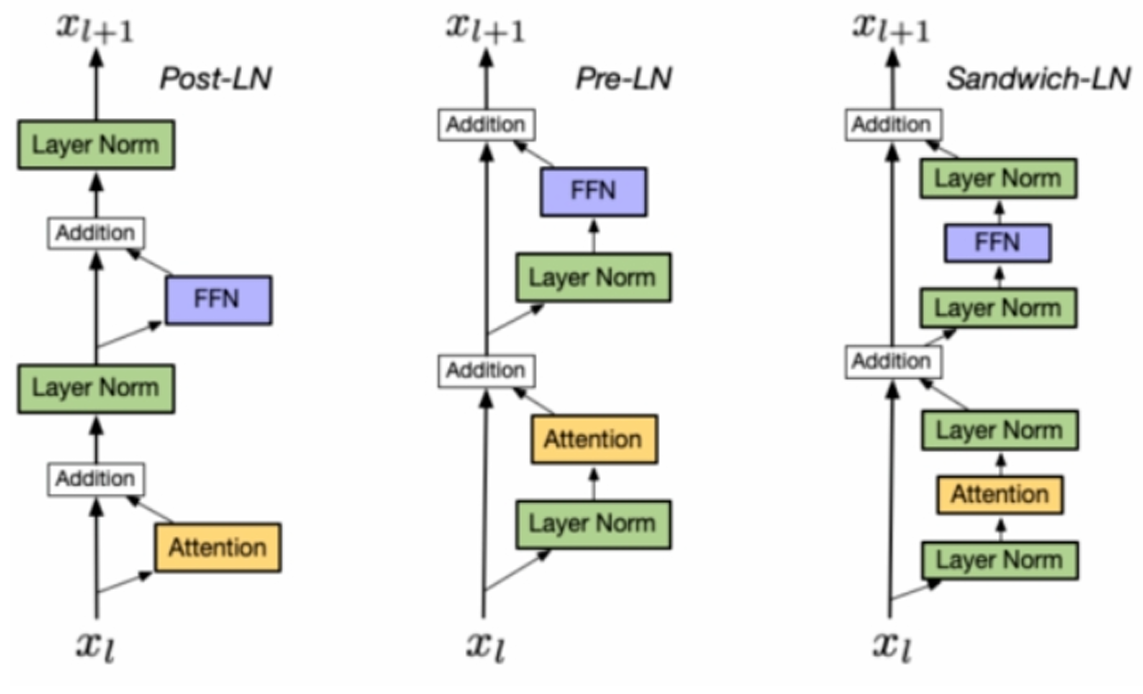 x_{l+1}
Post-LN
Layer Norm
Addition
FFN
Layer Norm
Addition
Attention
x_l
x_{l+1}
Pre-LN
Addition
FFN
Layer Norm
Addition
Attention
Layer Norm
x_l
x_{l+1}
Sandwich-LN
Addition
Layer Norm
FFN
Layer Norm
Addition
Layer Norm
Attention
Layer Norm
x_l